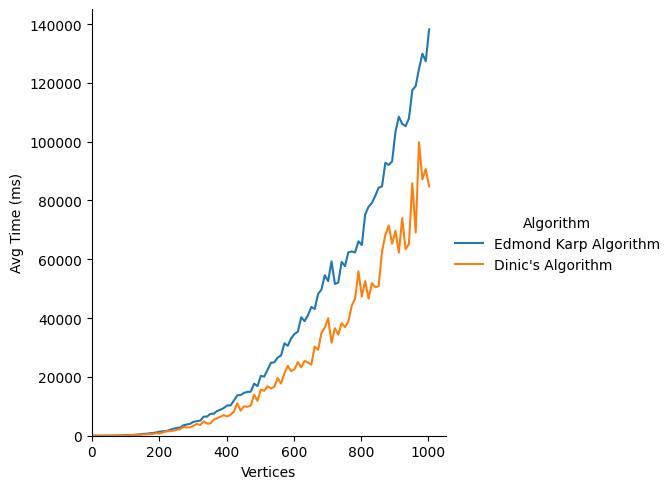 140000
120000
100000
80000
60000
40000
20000
0
Avg Time (ms)
0 200 400 600 800 1000
Vertices
Algorithm
Edmond Karp Algorithm
Dinic's Algorithm